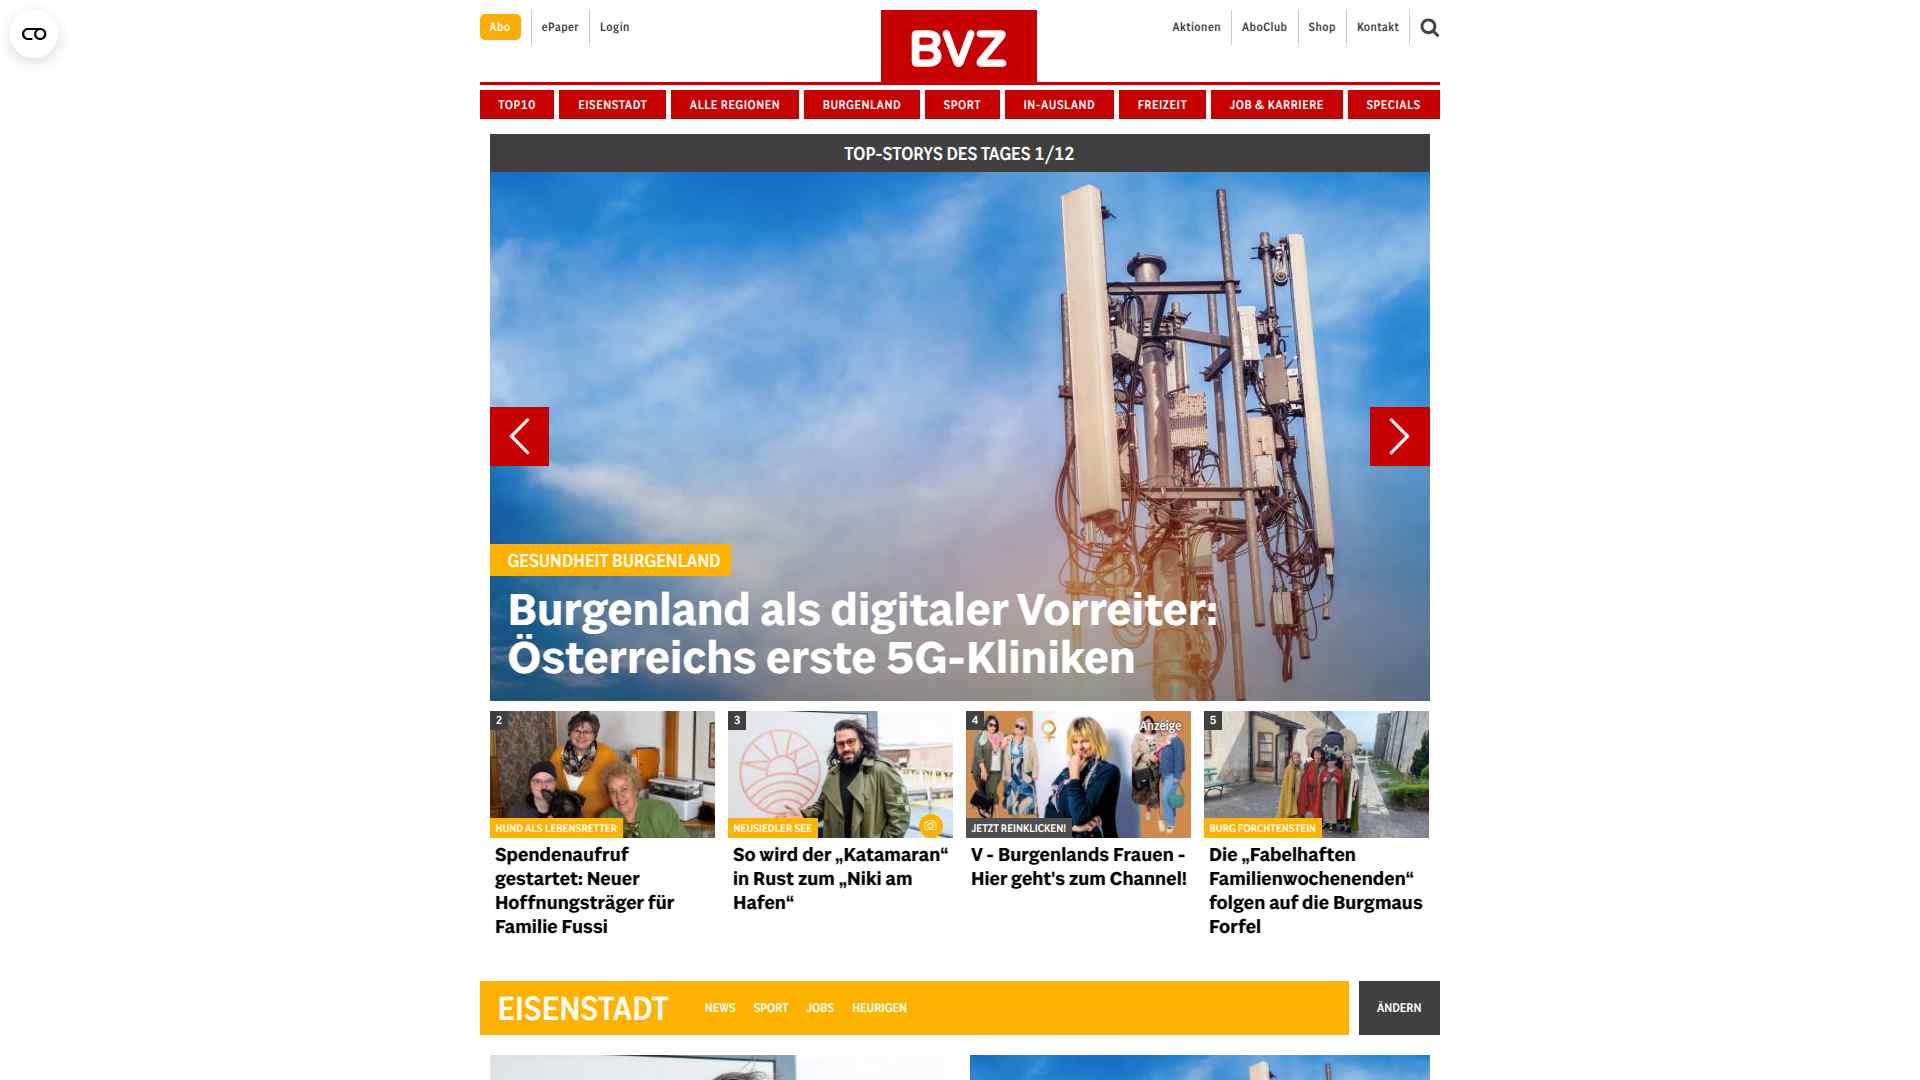 Abo
ePaper
Login
BVZ
Aktionen
AboClub
Shop
Kontakt
TOP10
EISENSTADT
ALLE REGIONEN
BURGENLAND
SPORT
IN-AUSLAND
FREIZEIT
JOB & KARRIERE
SPECIALS
TOP-STORYS DES TAGES 1/12
GESUNDHEIT BURGENLAND
Burgenland als digitaler Vorreiter:
Österreichs erste 5G-Kliniken
2
HUND ALS LEBENSRETTER
Spendenaufruf
gestartet: Neuer
Hoffnungsträger für
Familie Fussi
3
NEUSIEDLER SEE
So wird der „Katamaran“
in Rust zum „Niki am
Hafen“
4
Anzeige
JETZT REINKLICKEN!
V - Burgenlands Frauen -
Hier geht's zum Channel!
5
BURG FORCHTENSTEIN
Die „Fabelhaften
Familienwochenenden“
folgen auf die Burgmaus
Forfel
EISENSTADT
NEWS
SPORT
JOBS
HEURIGEN
ÄNDERN